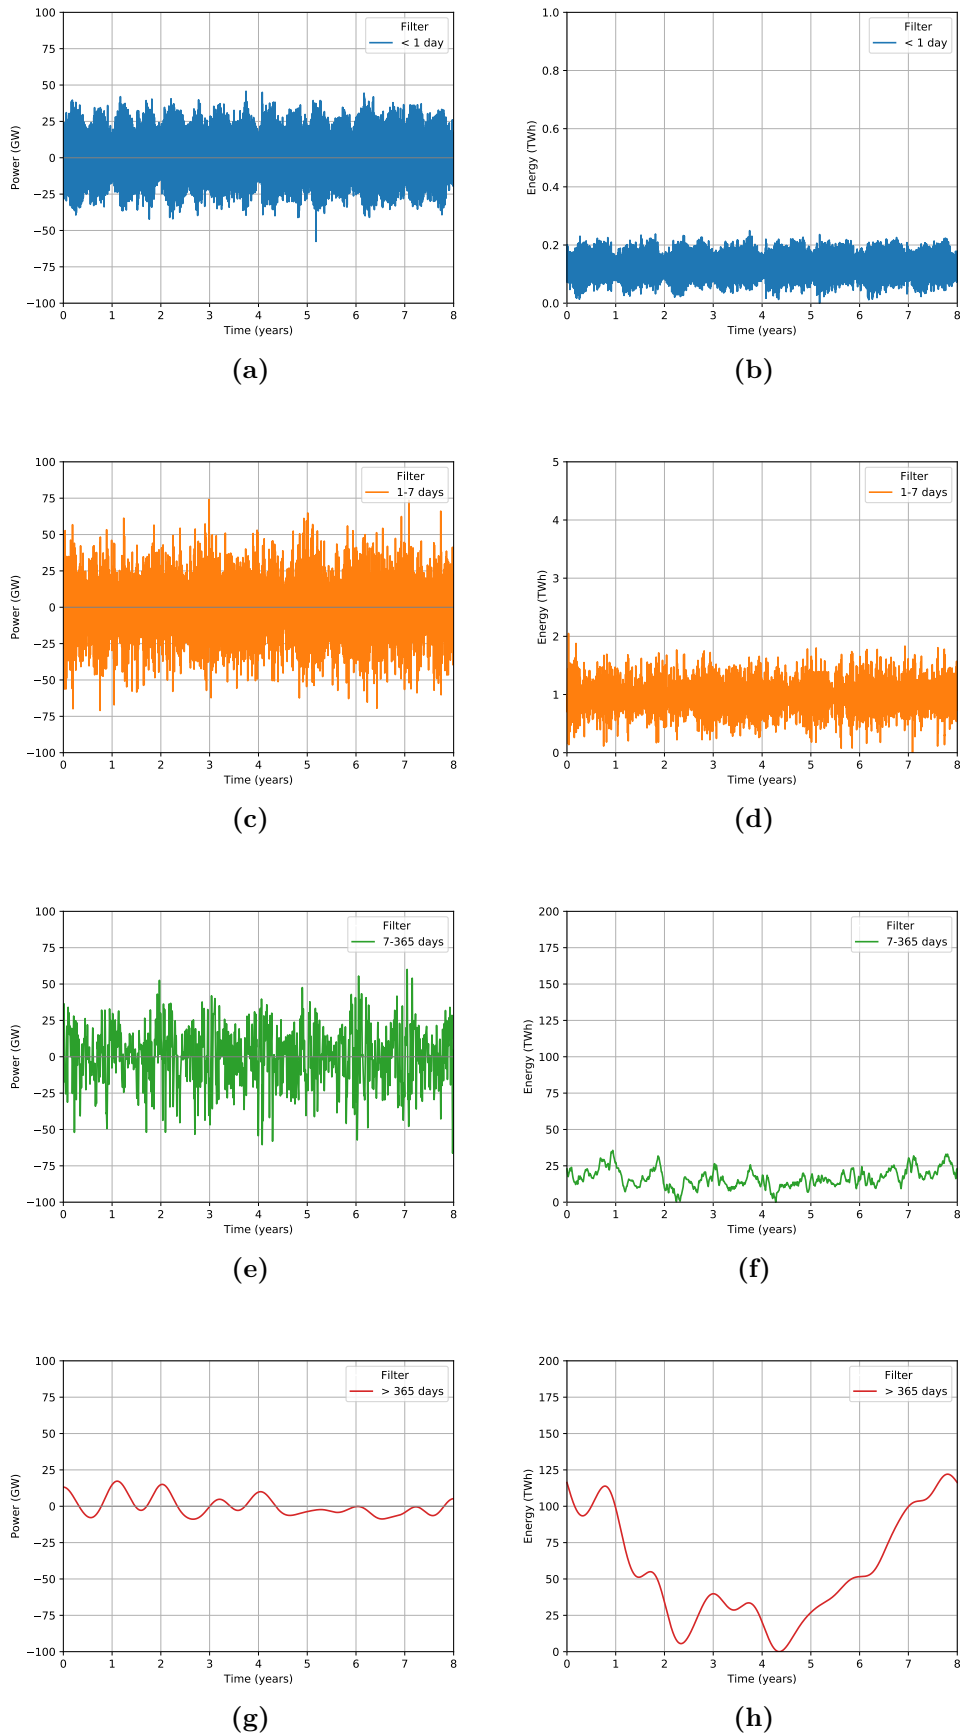 100
75
50
25
0
−25
−50
−75
−100
Power (GW)
0 1 2 3 4 5 6 7 8
Time (years)
Filter
< 1 day
(a)
1.0
0.8
0.6
0.4
0.2
0.0
Energy (TWh)
0 1 2 3 4 5 6 7 8
Time (years)
Filter
< 1 day
(b)
100
75
50
25
0
−25
−50
−75
−100
Power (GW)
0 1 2 3 4 5 6 7 8
Time (years)
Filter
1-7 days
(c)
5
4
3
2
1
0
Energy (TWh)
0 1 2 3 4 5 6 7 8
Time (years)
Filter
1-7 days
(d)
100
75
50
25
0
−25
−50
−75
−100
Power (GW)
0 1 2 3 4 5 6 7 8
Time (years)
Filter
7-365 days
(e)
200
175
150
125
100
75
50
25
0
Energy (TWh)
0 1 2 3 4 5 6 7 8
Time (years)
Filter
7-365 days
(f)
100
75
50
25
0
−25
−50
−75
−100
Power (GW)
0 1 2 3 4 5 6 7 8
Time (years)
Filter
> 365 days
(g)
200
175
150
125
100
75
50
25
0
Energy (TWh)
0 1 2 3 4 5 6 7 8
Time (years)
Filter
> 365 days
(h)